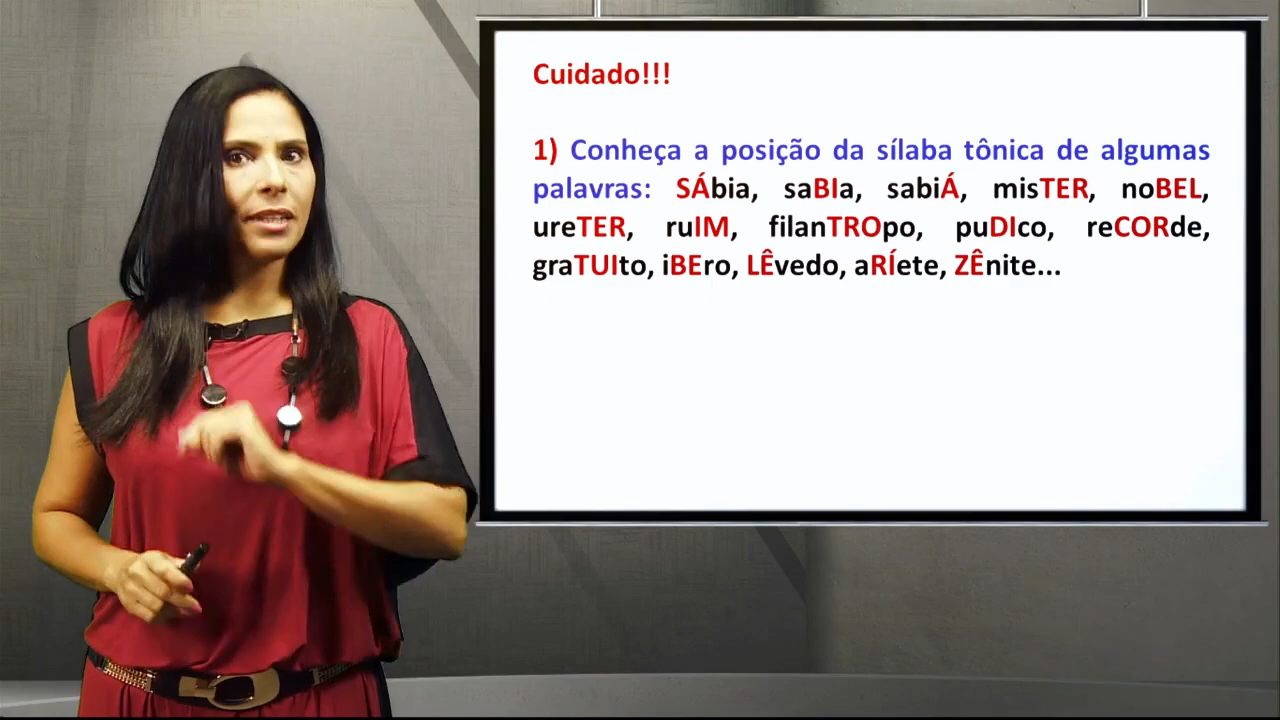 Cuidado!!!
1) Conheça a posição da sílaba tônica de algumas
palavras: SÁbia, saBIa, sabiÁ, misTER, noBEL,
ureTER, ruIM, filanTROpo, puDIco, reCORde,
graTUIto, iBEro, LÊvedo, aRÍete, ZÊnite...